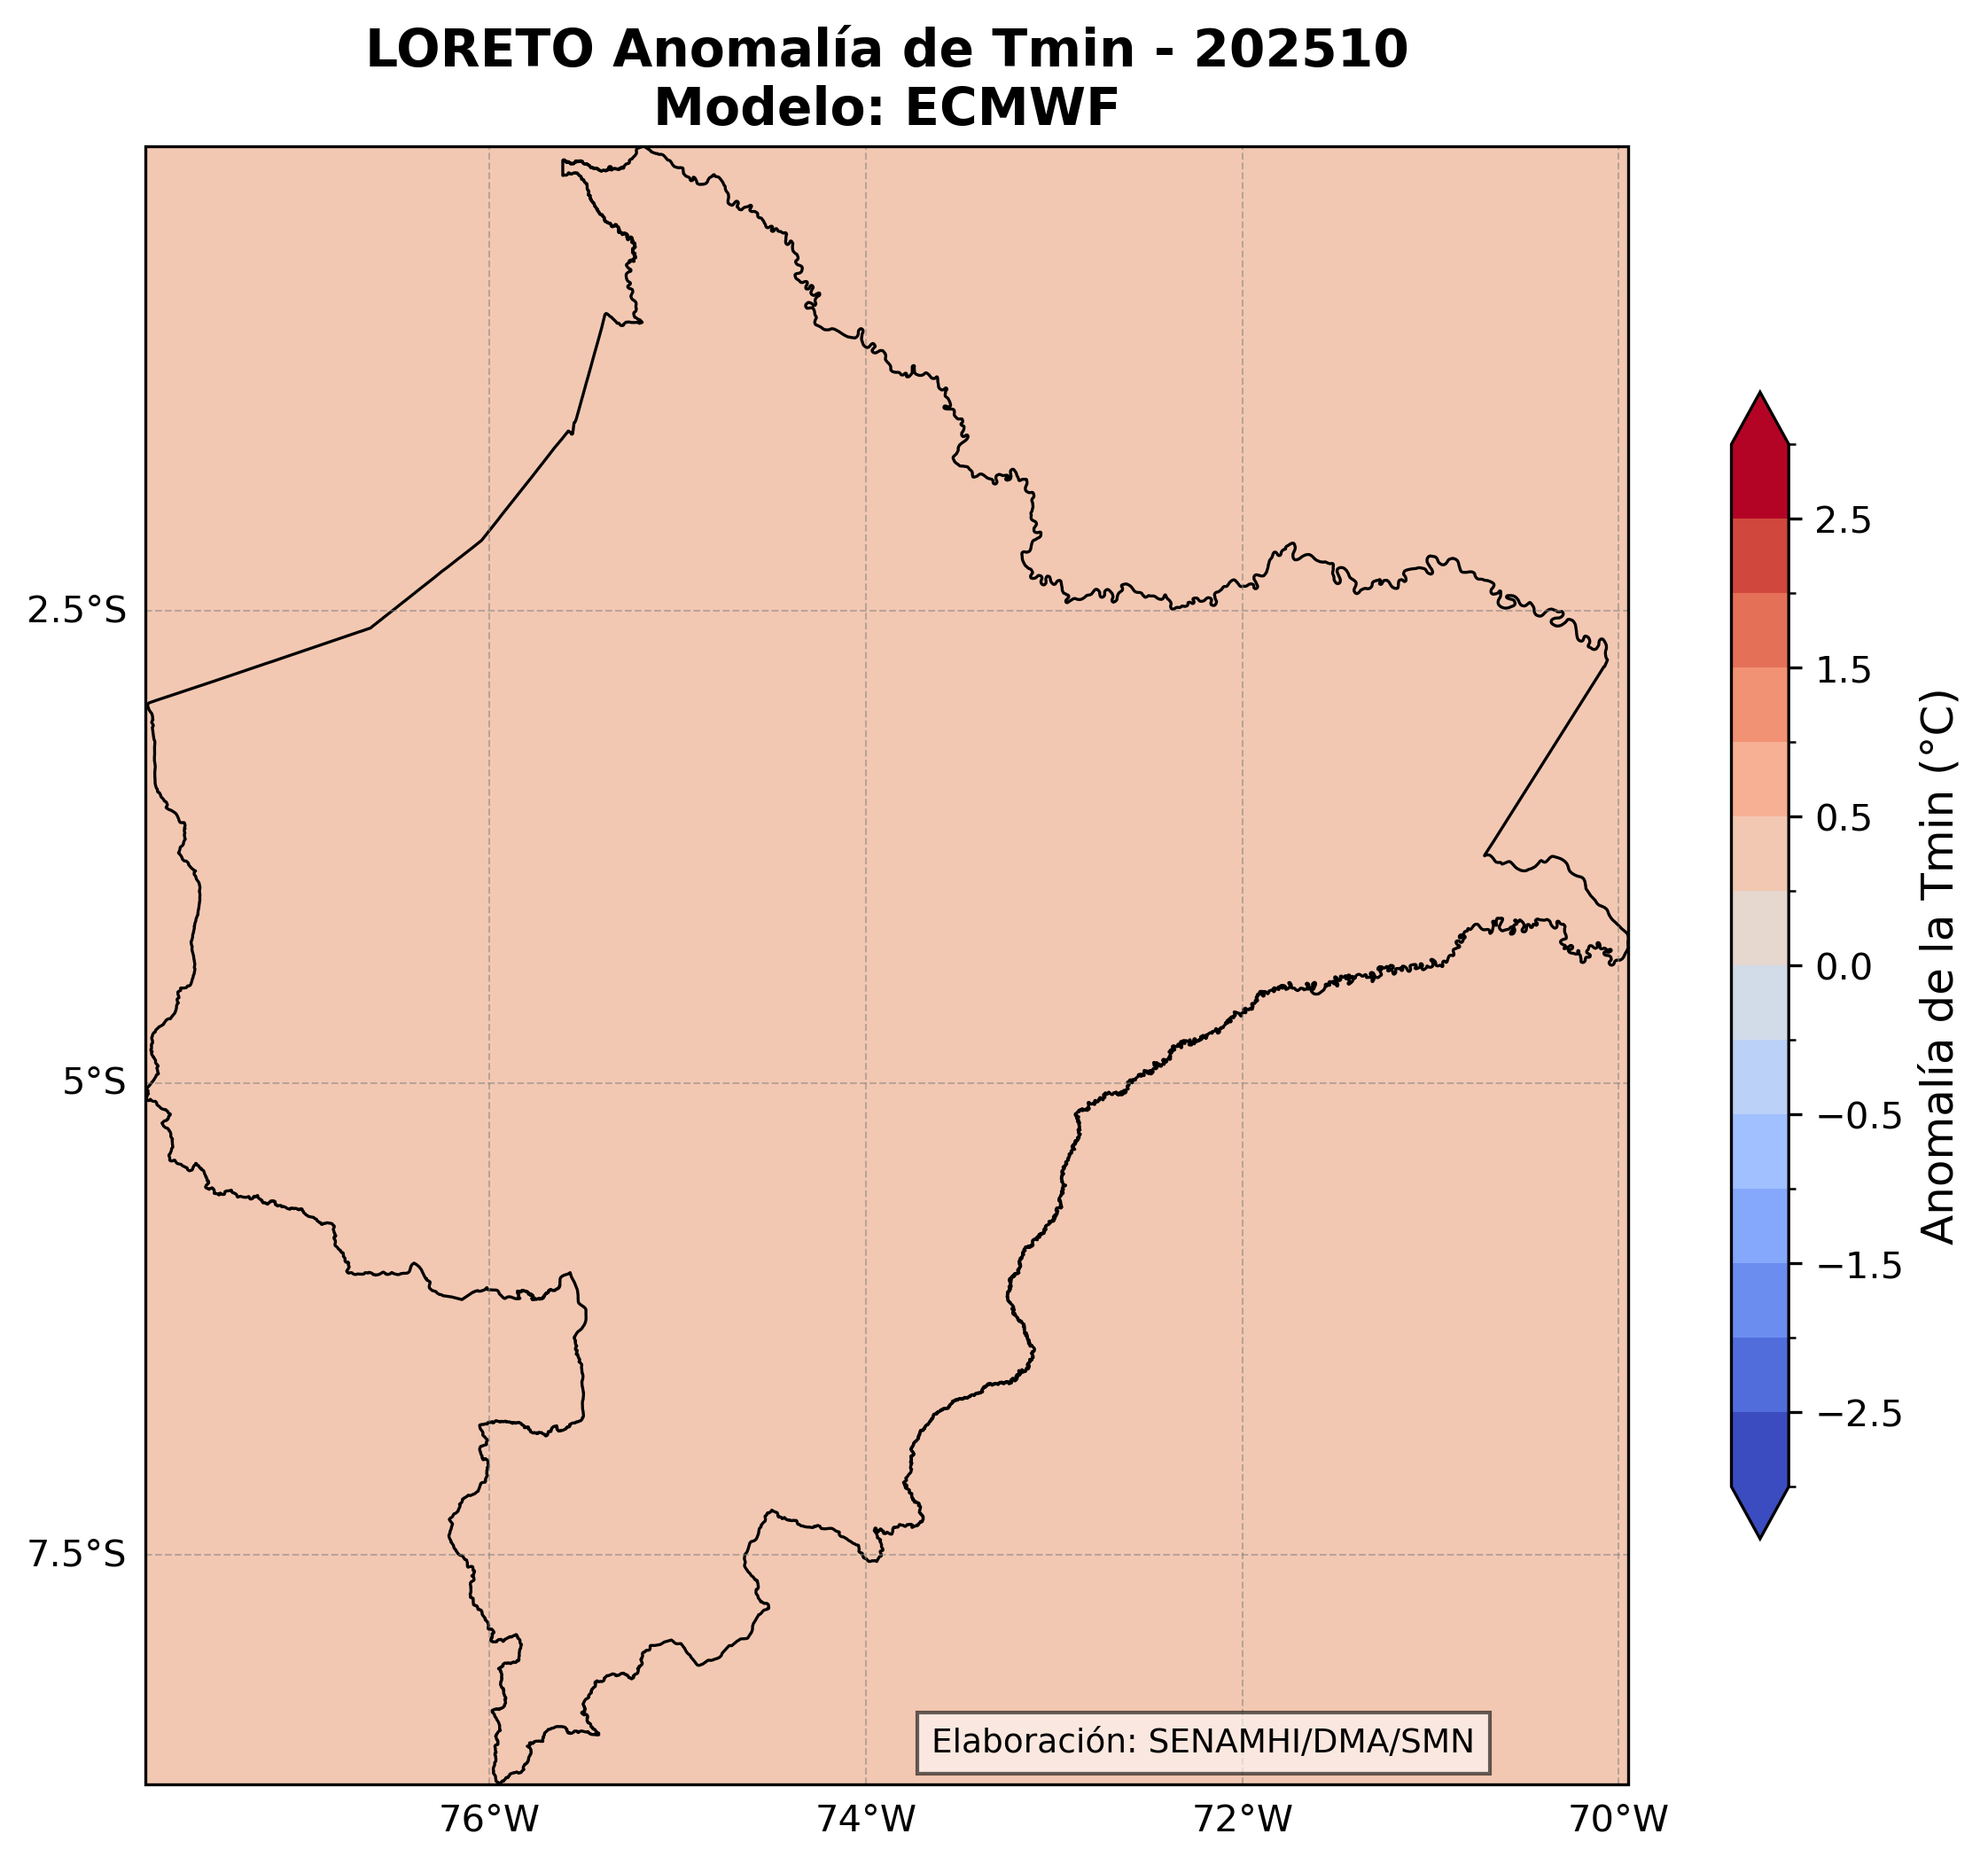 LORETO Anomalía de Tmin - 202510
Modelo: ECMWF
2.5°S
5°S
7.5°S
76°W
74°W
72°W
70°W
Elaboración: SENAMHI/DMA/SMN
2.5
1.5
0.5
0.0
−0.5
−1.5
−2.5
Anomalía de la Tmin (°C)